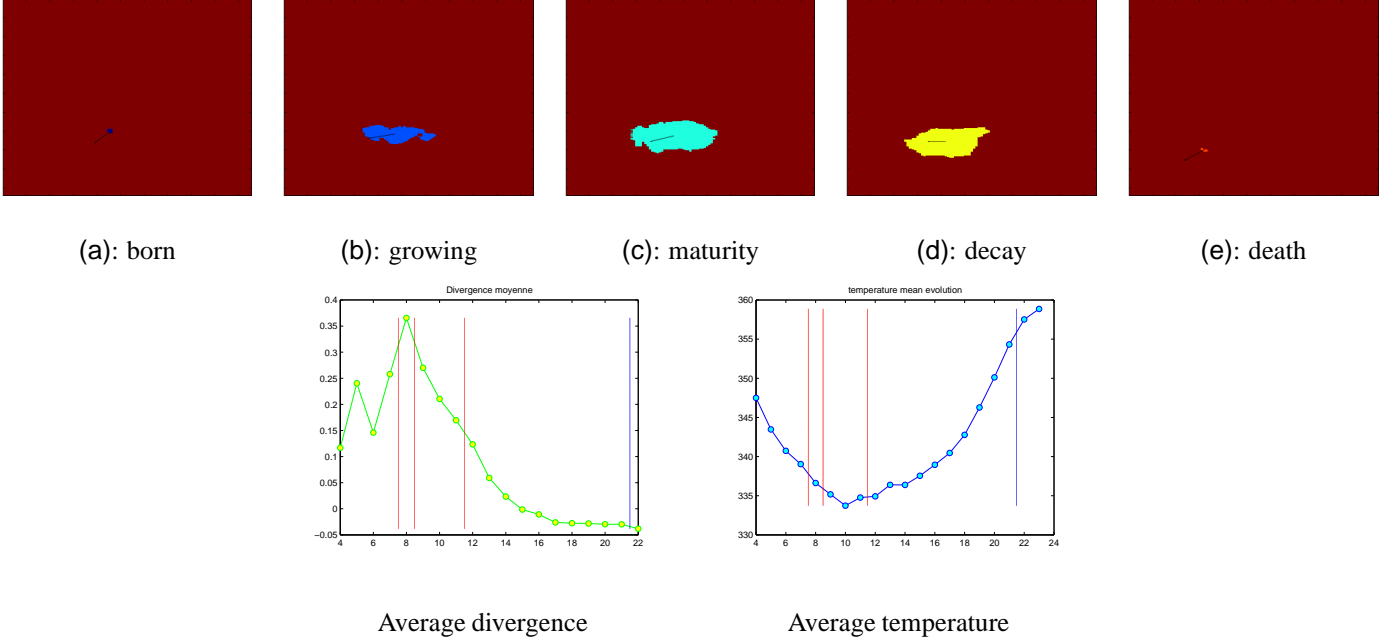 (a): born (b): growing (c): maturity (d): decay (e): death
Divergence moyenne
0.4
0.35
0.3
0.25
0.2
0.15
0.1
0.05
0
−0.05
4 6 8 10 12 14 16 18 20 22
temperature mean evolution
360
355
350
345
340
335
330
4 6 8 10 12 14 16 18 20 22 24
Average divergence Average temperature